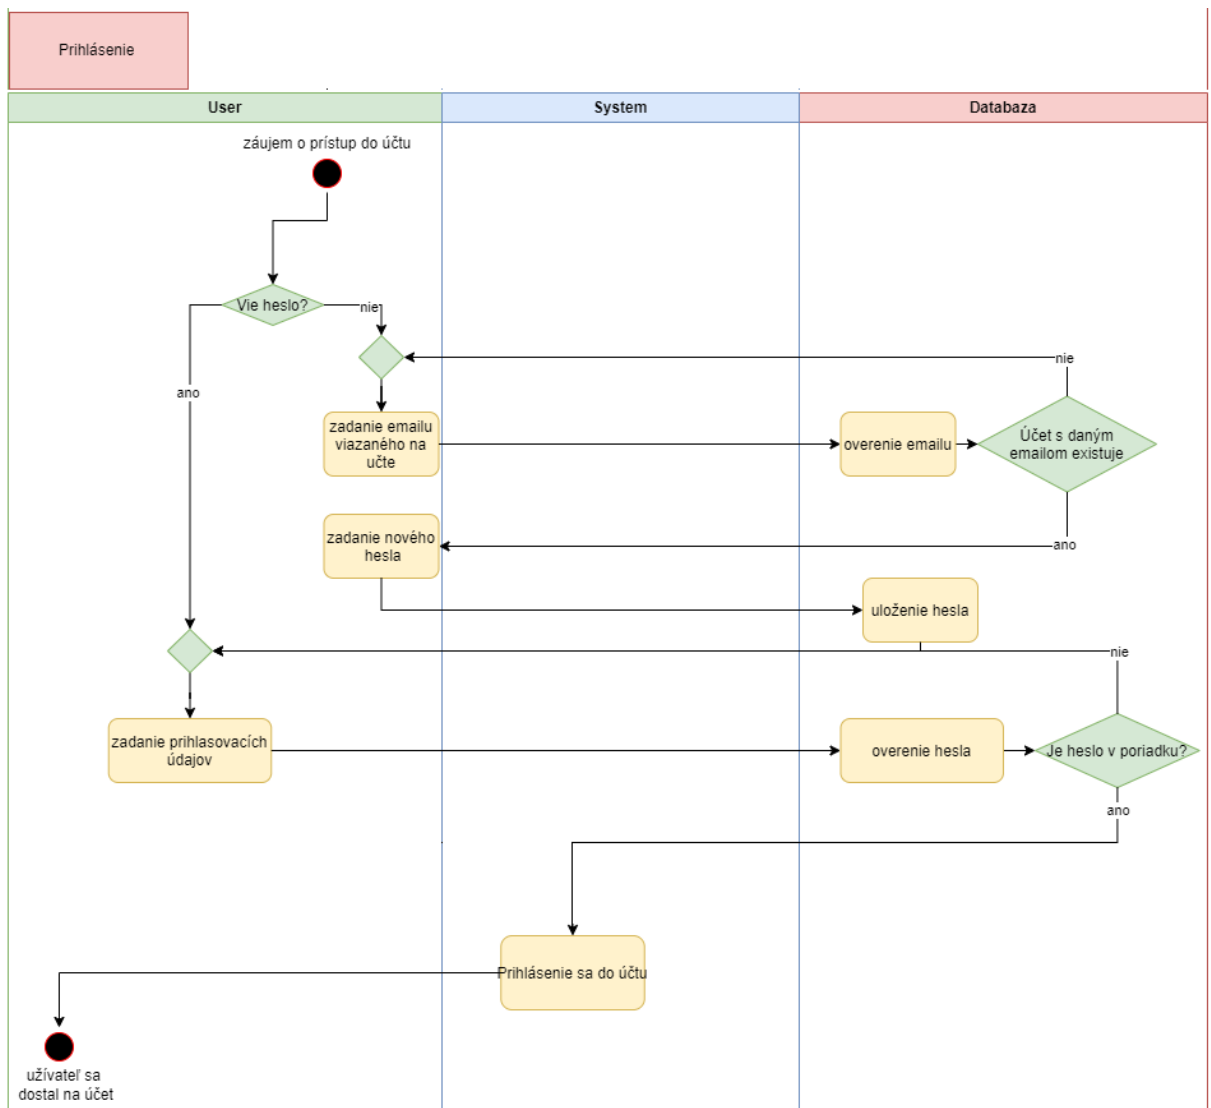 Prihlásenie
User
System
Databaza
záujem o prístup do účtu
Vie heslo?
nie
nie
ano
zadanie emailu
viazaného na
učte
overenie emailu
Účet s daným
emailom existuje
zadanie nového
hesla
ano
uloženie hesla
nie
zadanie prihlasovacích
údajov
overenie hesla
Je heslo v poriadku?
ano
Prihlásenie sa do účtu
užívateľ sa
dostal na účet